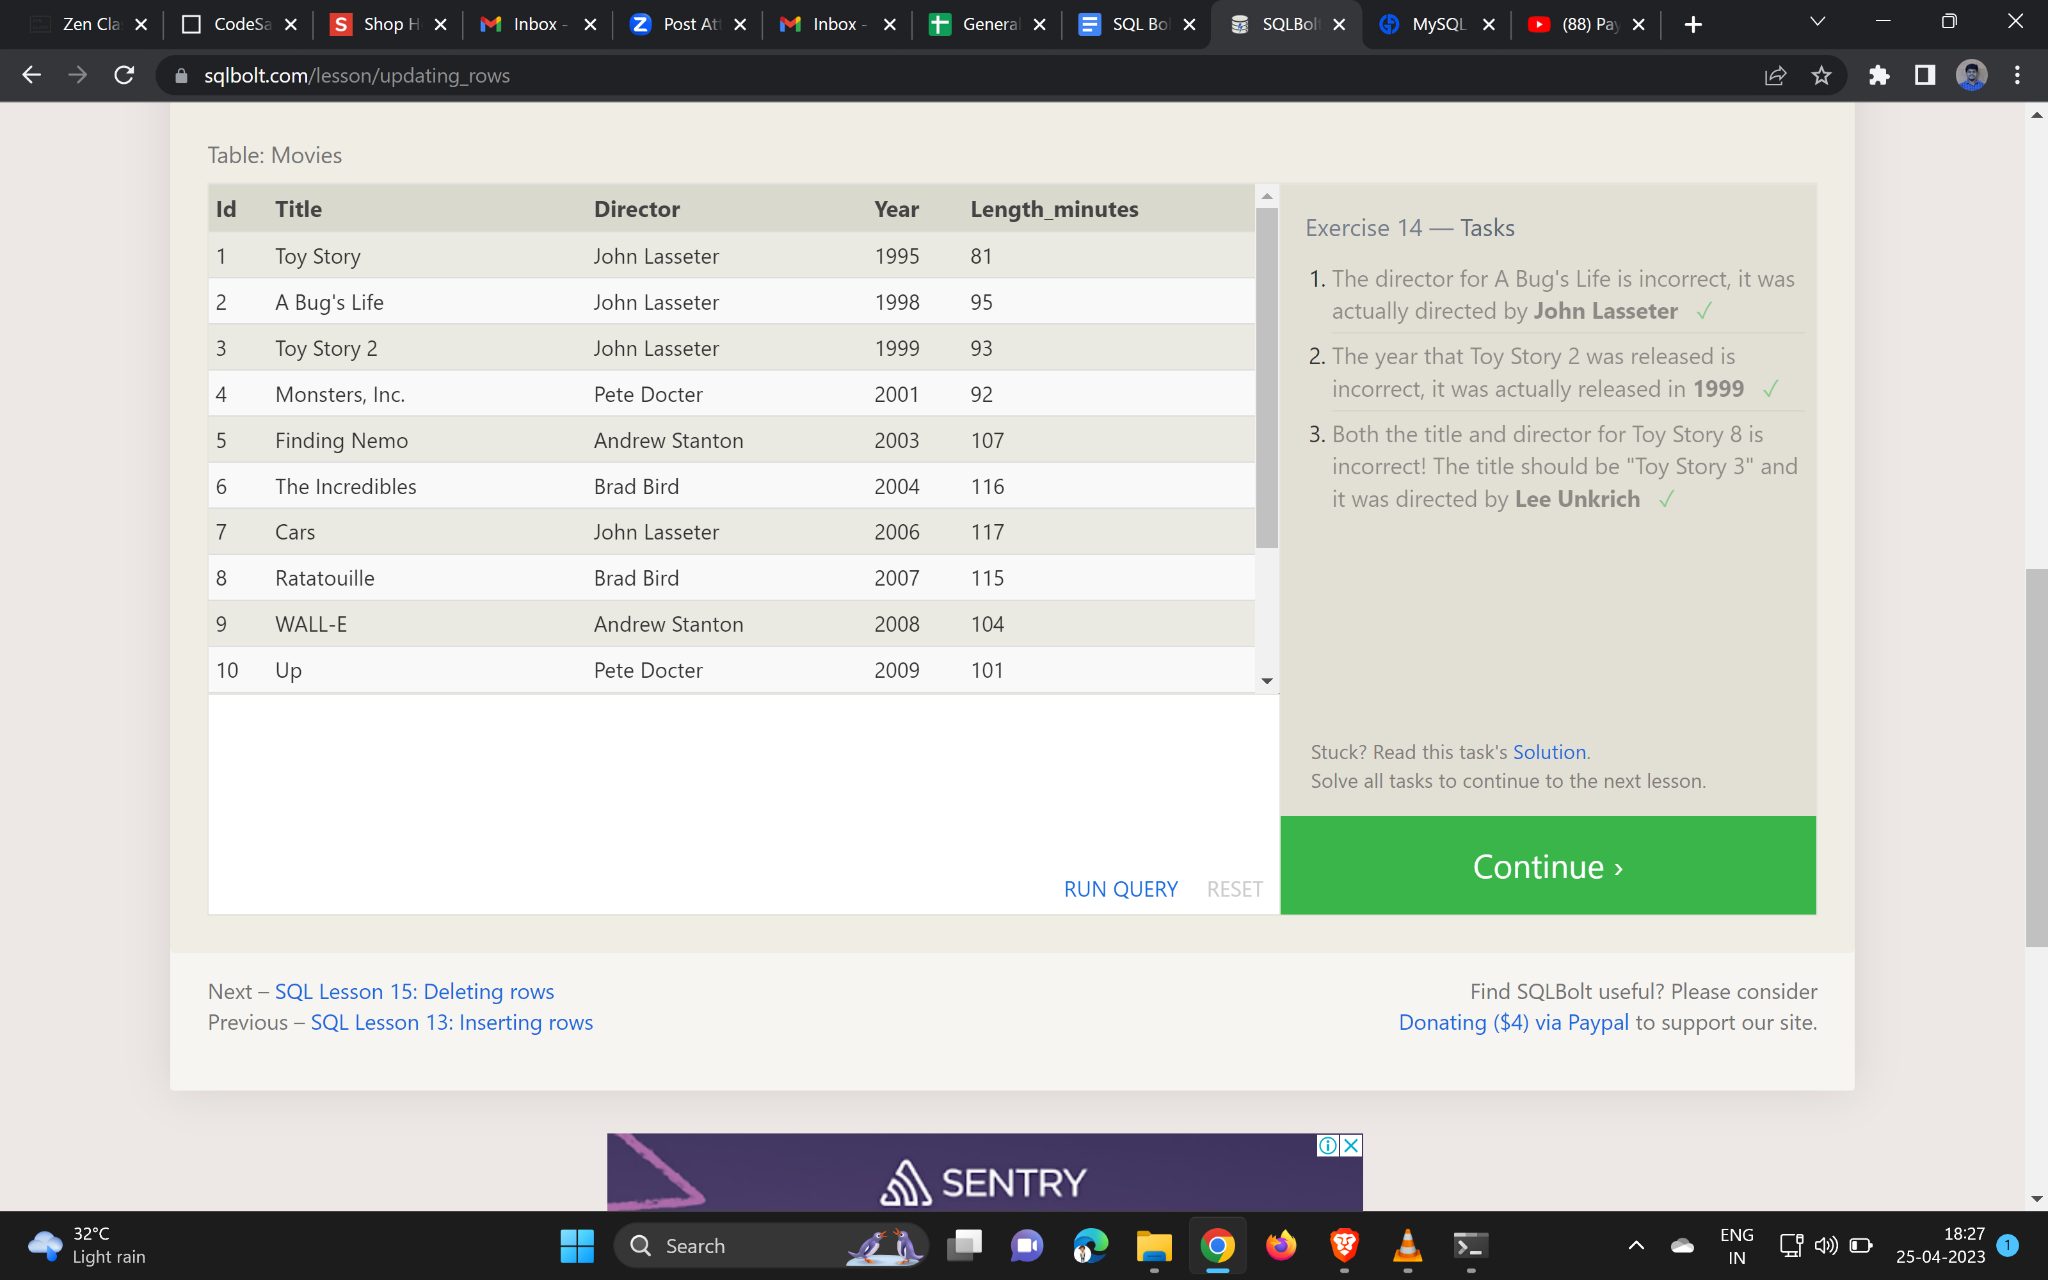 Zen Cla
CodeSa
Shop H
Inbox -
Post Att
Inbox -
General
SQL Bol
SQLBolt
MySQL
(88) Pay
sqlbolt.com/lesson/updating_rows
Table: Movies
Id Title Director Year Length_minutes
1 Toy Story John Lasseter 1995 81
2 A Bug's Life John Lasseter 1998 95
3 Toy Story 2 John Lasseter 1999 93
4 Monsters, Inc. Pete Docter 2001 92
5 Finding Nemo Andrew Stanton 2003 107
6 The Incredibles Brad Bird 2004 116
7 Cars John Lasseter 2006 117
8 Ratatouille Brad Bird 2007 115
9 WALL-E Andrew Stanton 2008 104
10 Up Pete Docter 2009 101
RUN QUERY RESET
Exercise 14 — Tasks
1. The director for A Bug's Life is incorrect, it was
actually directed by John Lasseter ✓
2. The year that Toy Story 2 was released is
incorrect, it was actually released in 1999 ✓
3. Both the title and director for Toy Story 8 is
incorrect! The title should be "Toy Story 3" and
it was directed by Lee Unkrich ✓
Stuck? Read this task's Solution.
Solve all tasks to continue to the next lesson.
Continue ›
Next – SQL Lesson 15: Deleting rows
Previous – SQL Lesson 13: Inserting rows
Find SQLBolt useful? Please consider
Donating ($4) via Paypal to support our site.
SENTRY
32°C
Light rain
Search
ENG
IN
18:27
25-04-2023
1